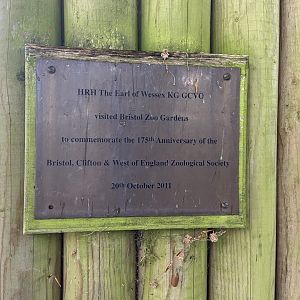 HRH The Earl of Wessex KG GCVO
visited Bristol Zoo Gardens
to commemorate the 175th Anniversary of the
Bristol, Clifton & West of England Zoological Society
20th October 2011